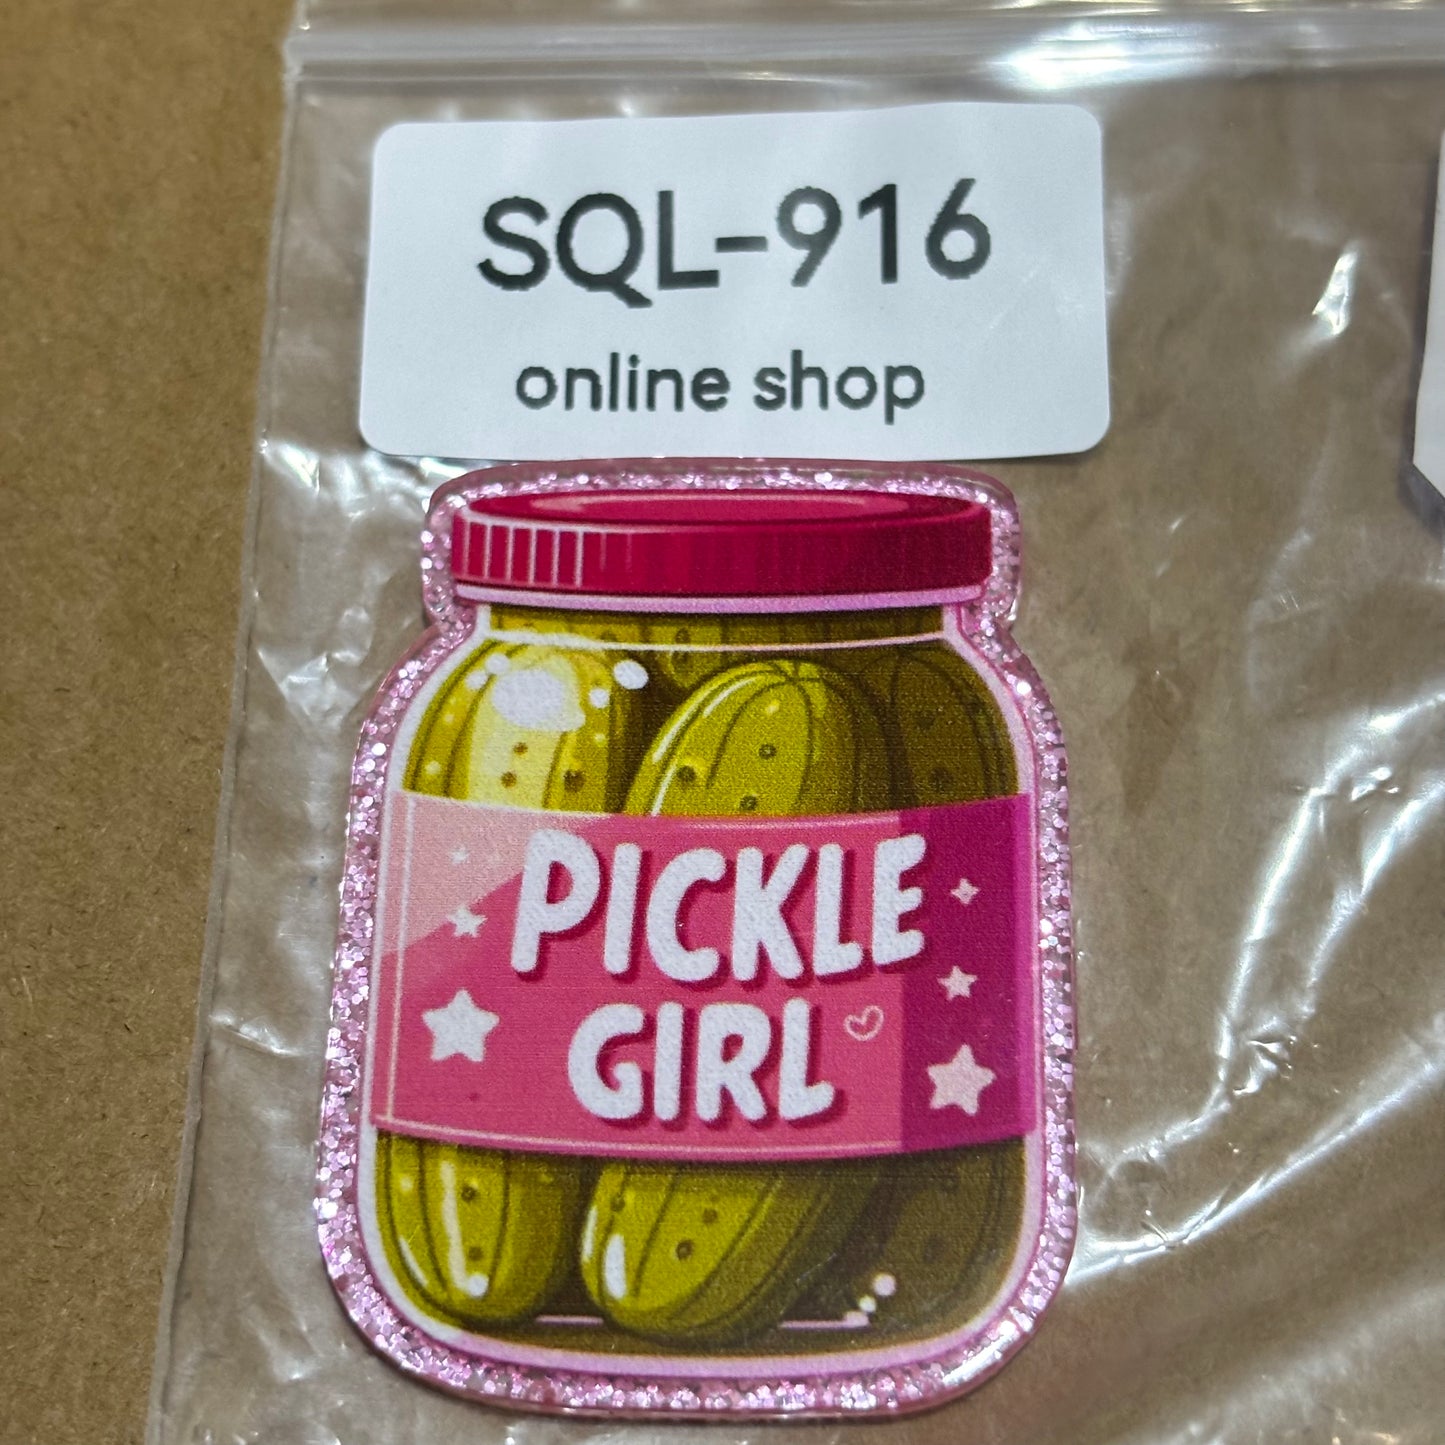 SQL-916
online shop
PICKLE
GIRL